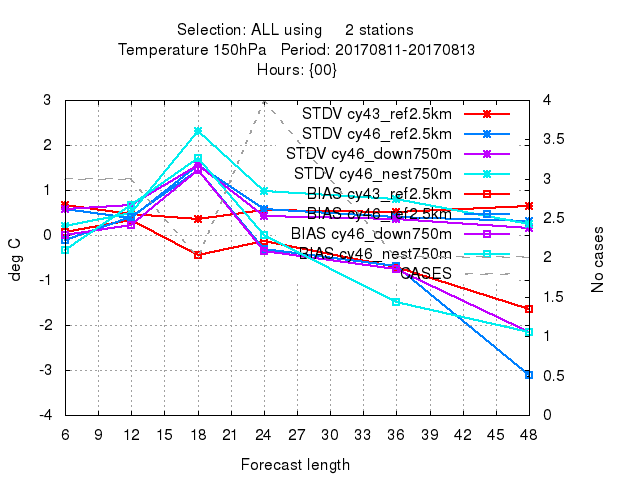 Selection: ALL using 2 stations
Temperature 150hPa Period: 20170811-20170813
Hours: {00}
STDV cy43_ref2.5km
STDV cy46_ref2.5km
STDV cy46_down750m
STDV cy46_nest750m
BIAS cy43_ref2.5km
BIAS cy46_ref2.5km
BIAS cy46_down750m
BIAS cy46_nest750m
CASES
3
2
1
0
-1
-2
-3
-4
deg C
4
3.5
3
2.5
2
1.5
1
0.5
0
No cases
6 9 12 15 18 21 24 27 30 33 36 39 42 45 48
Forecast length